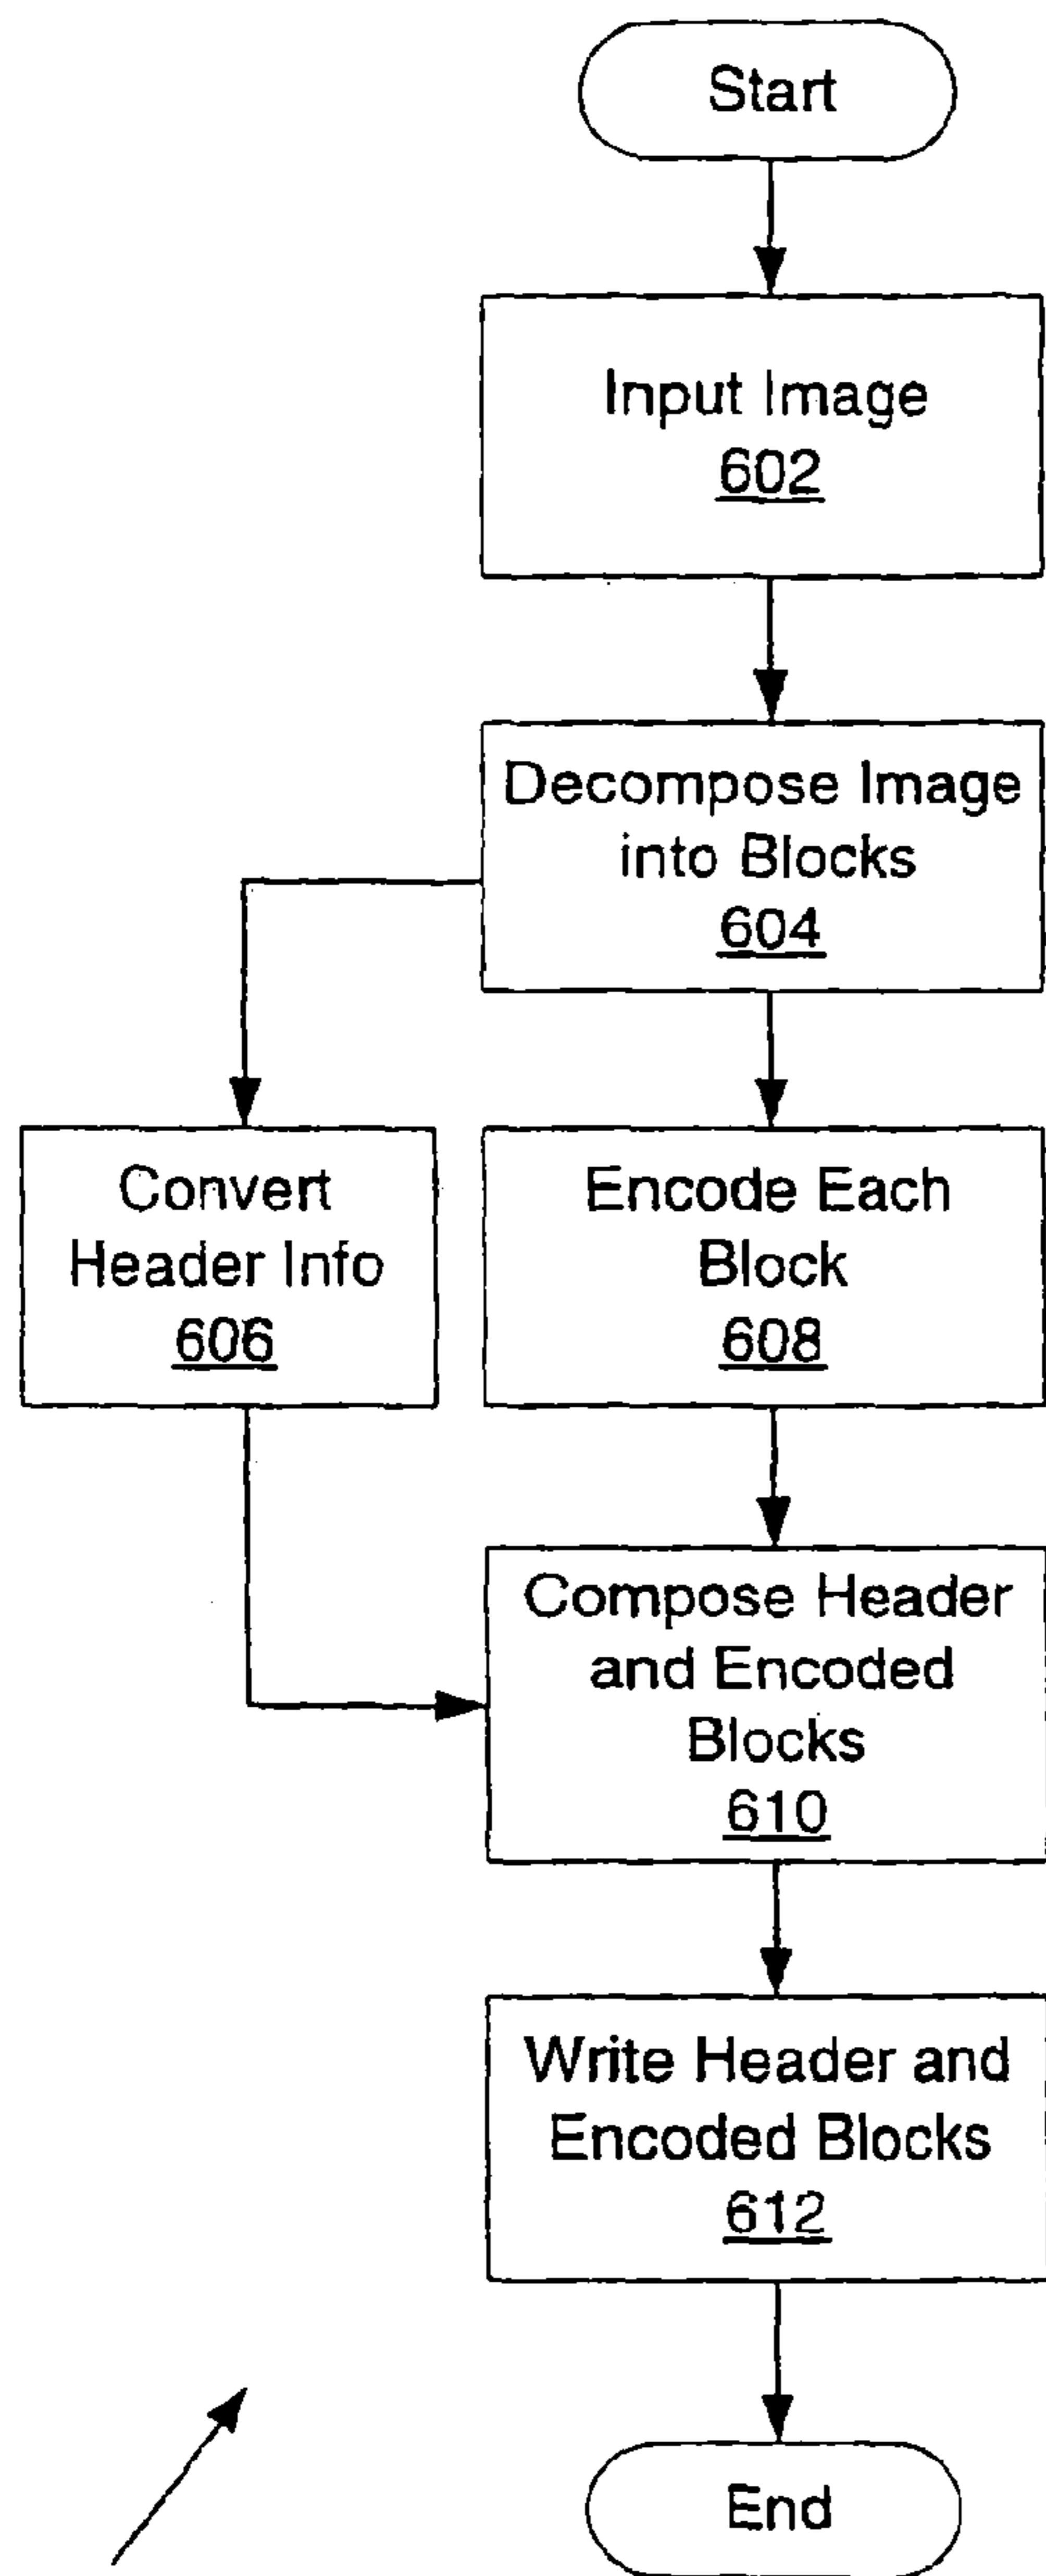 Start
Input Image
602
Decompose Image
into Blocks
604
Convert
Header Info
606
Encode Each
Block
608
Compose Header
and Encoded
Blocks
610
Write Header and
Encoded Blocks
612
End